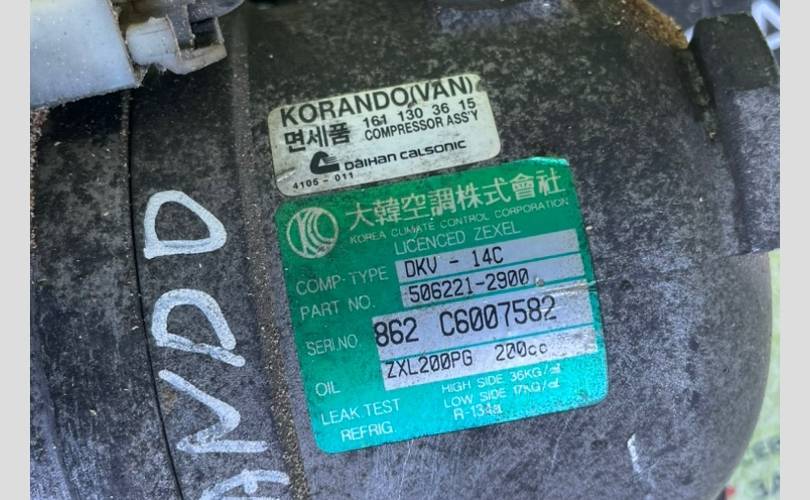 KORANDO(VAN)
면세품 161 130 36 15
COMPRESSOR ASS'Y
DAIHAN CALSONIC
4105 - 011
大韓空調株式會社
KOREA CLIMATE CONTROL CORPORATION
LICENCED ZEXEL
COMP-TYPE DKV - 14C
PART NO. 506221-2900
SERI.NO. 862 C6007582
OIL ZXL200PG 200cc
LEAK TEST HIGH SIDE 36KG/㎠
LOW SIDE 17KG/㎠
REFRIG. R-134a